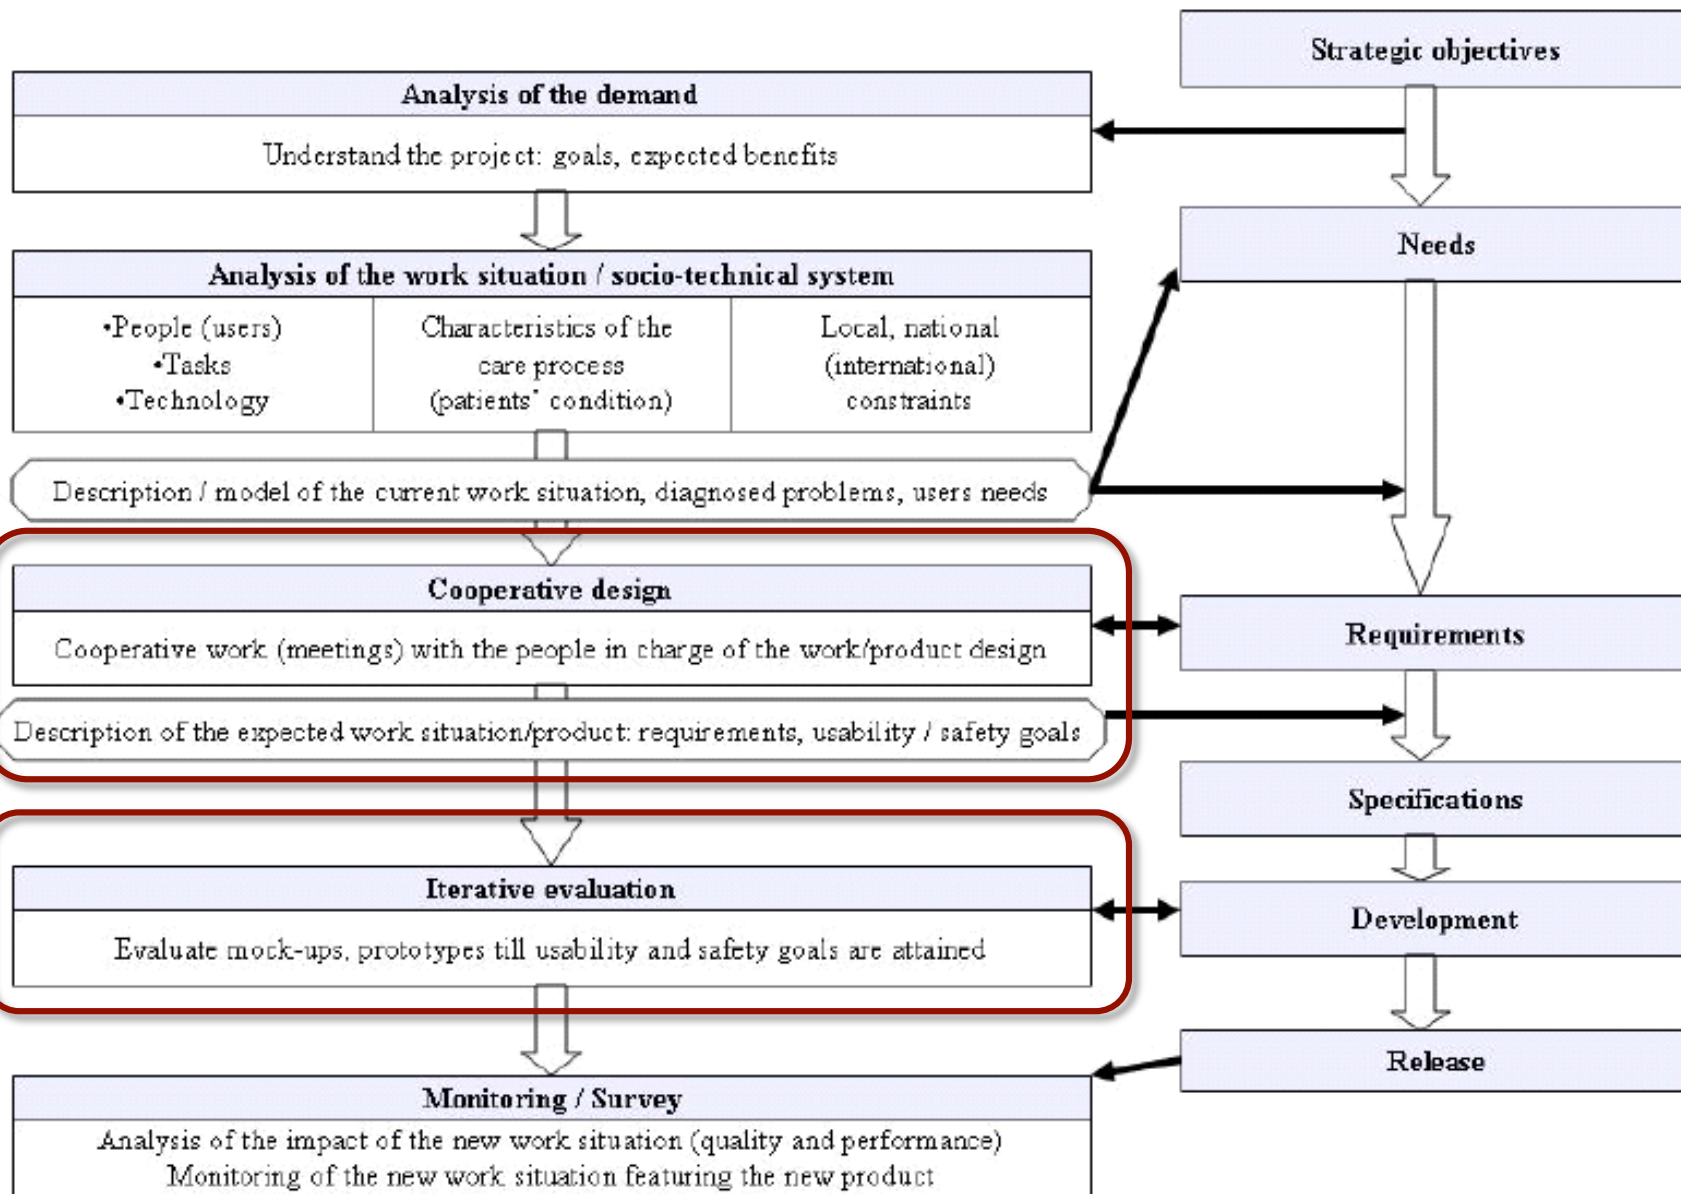 Strategic objectives
Analysis of the demand
Understand the project: goals, expected benefits
Needs
Analysis of the work situation / socio-technical system
•People (users)
•Tasks
•Technology
Characteristics of the
care process
(patients' condition)
Local, national
(international)
constraints
Description / model of the current work situation, diagnosed problems, users needs
Cooperative design
Cooperative work (meetings) with the people in charge of the work/product design
Requirements
Description of the expected work situation/product: requirements, usability / safety goals
Specifications
Iterative evaluation
Evaluate mock-ups, prototypes till usability and safety goals are attained
Development
Release
Monitoring / Survey
Analysis of the impact of the new work situation (quality and performance)
Monitoring of the new work situation featuring the new product